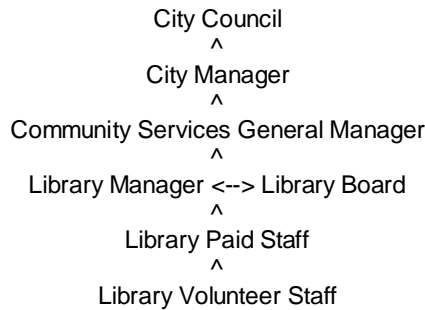 City Council
^
City Manager
^
Community Services General Manager
^
Library Manager <--> Library Board
^
Library Paid Staff
^
Library Volunteer Staff